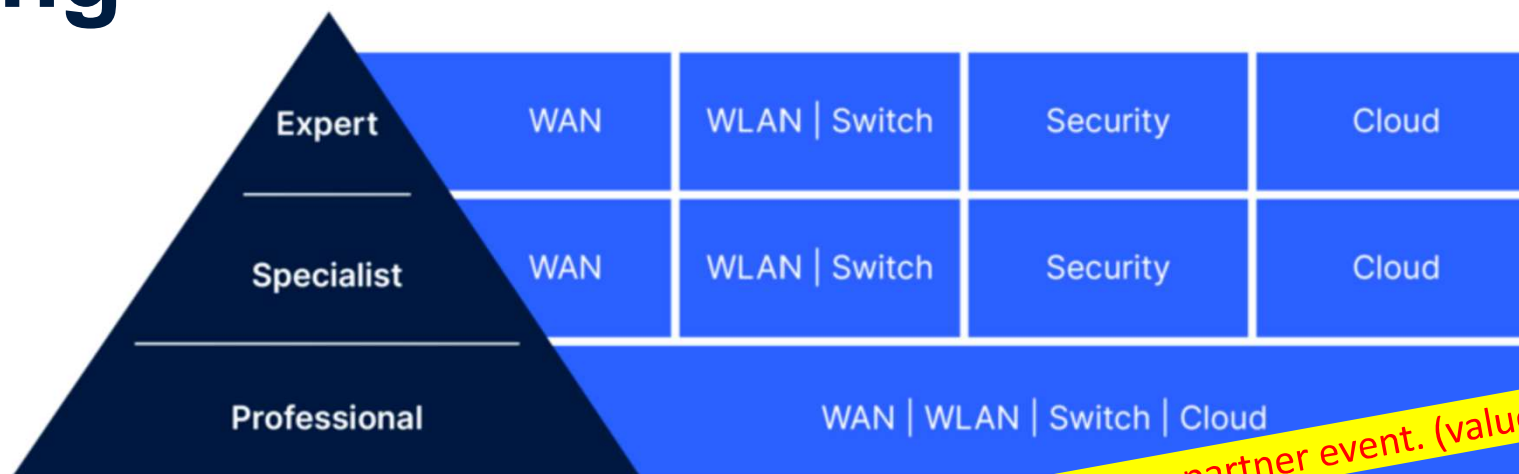 Expert WAN WLAN | Switch Security Cloud
Specialist WAN WLAN | Switch Security Cloud
Professional WAN | WLAN | Switch | Cloud
partner event.